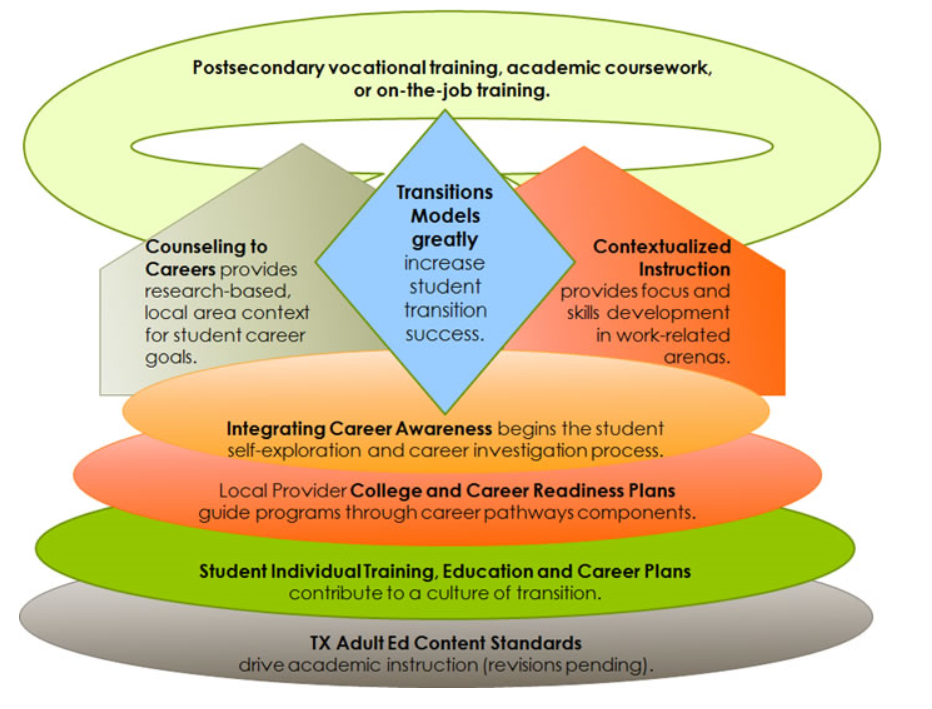 Postsecondary vocational training, academic coursework,
or on-the-job training.
Transitions
Models
greatly
increase
student
transition
success.
Counseling to
Careers provides
research-based,
local area context
for student career
goals.
Contextualized
Instruction
provides focus and
skills development
in work-related
arenas.
Integrating Career Awareness begins the student
self-exploration and career investigation process.
Local Provider College and Career Readiness Plans
guide programs through career pathways components.
Student Individual Training, Education and Career Plans
contribute to a culture of transition.
TX Adult Ed Content Standards
drive academic instruction (revisions pending).